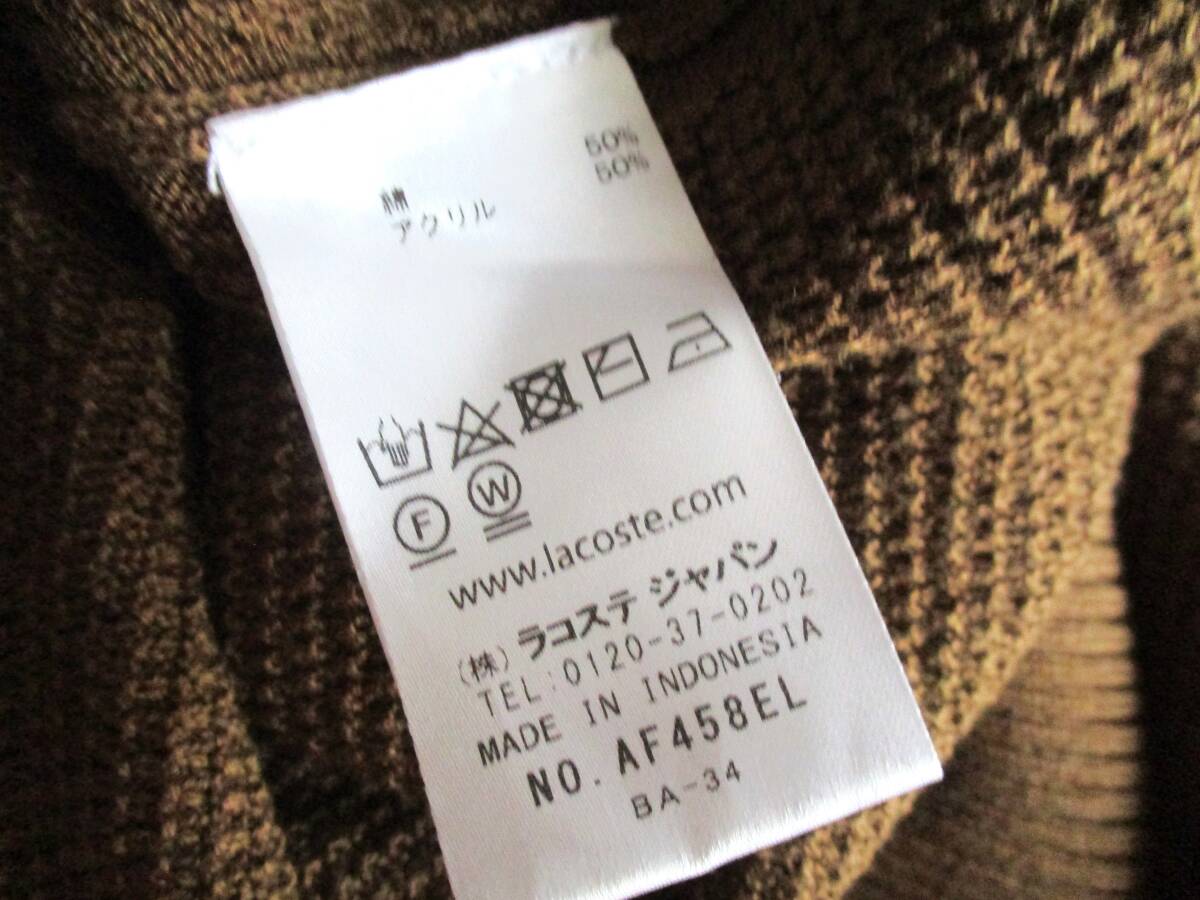 綿 50%
アクリル 50%
F W
www.lacoste.com
(株) ラコステ ジャパン
TEL:0120-37-0202
MADE IN INDONESIA
NO. AF458EL
BA-34